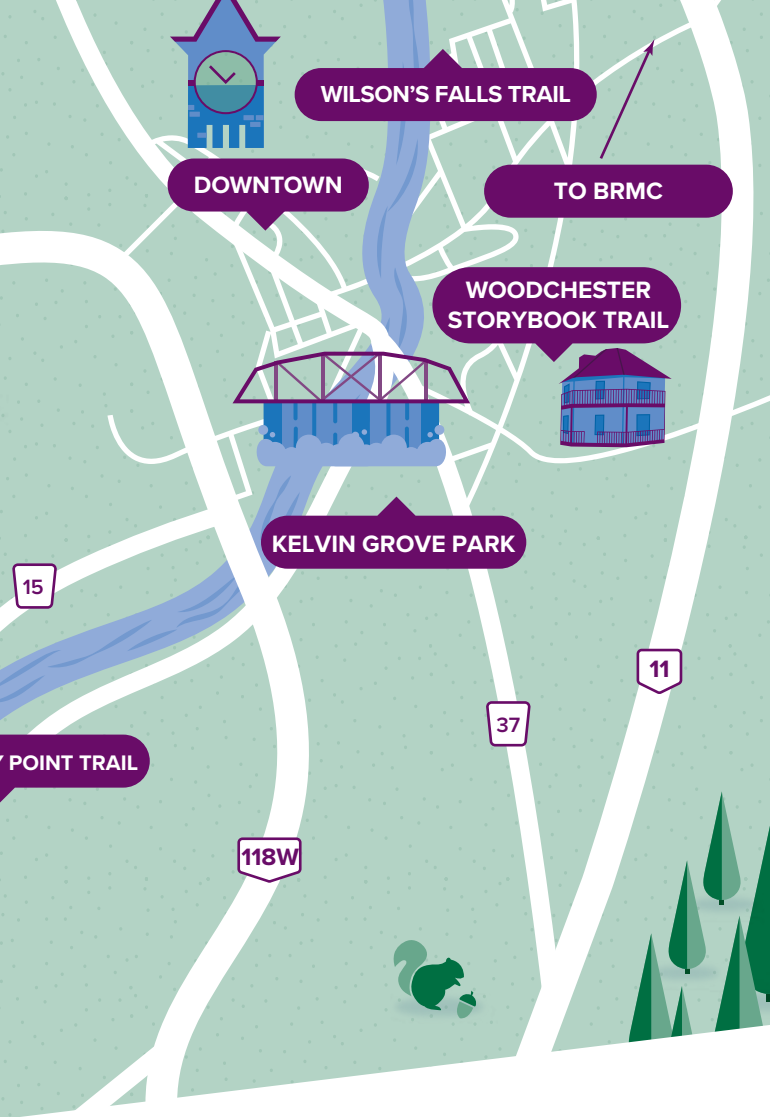 WILSON'S FALLS TRAIL
DOWNTOWN
TO BRMC
WOODCHESTER
STORYBOOK TRAIL
KELVIN GROVE PARK
15
11
37
POINT TRAIL
118W